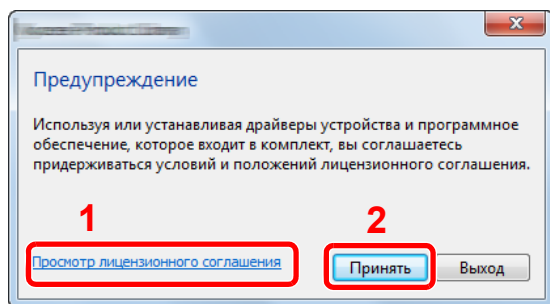 Предупреждение
Используя или устанавливая драйверы устройства и программное
обеспечение, которое входит в комплект, вы соглашаетесь
придерживаться условий и положений лицензионного соглашения.
1
2
Просмотр лицензионного соглашения
Принять
Выход